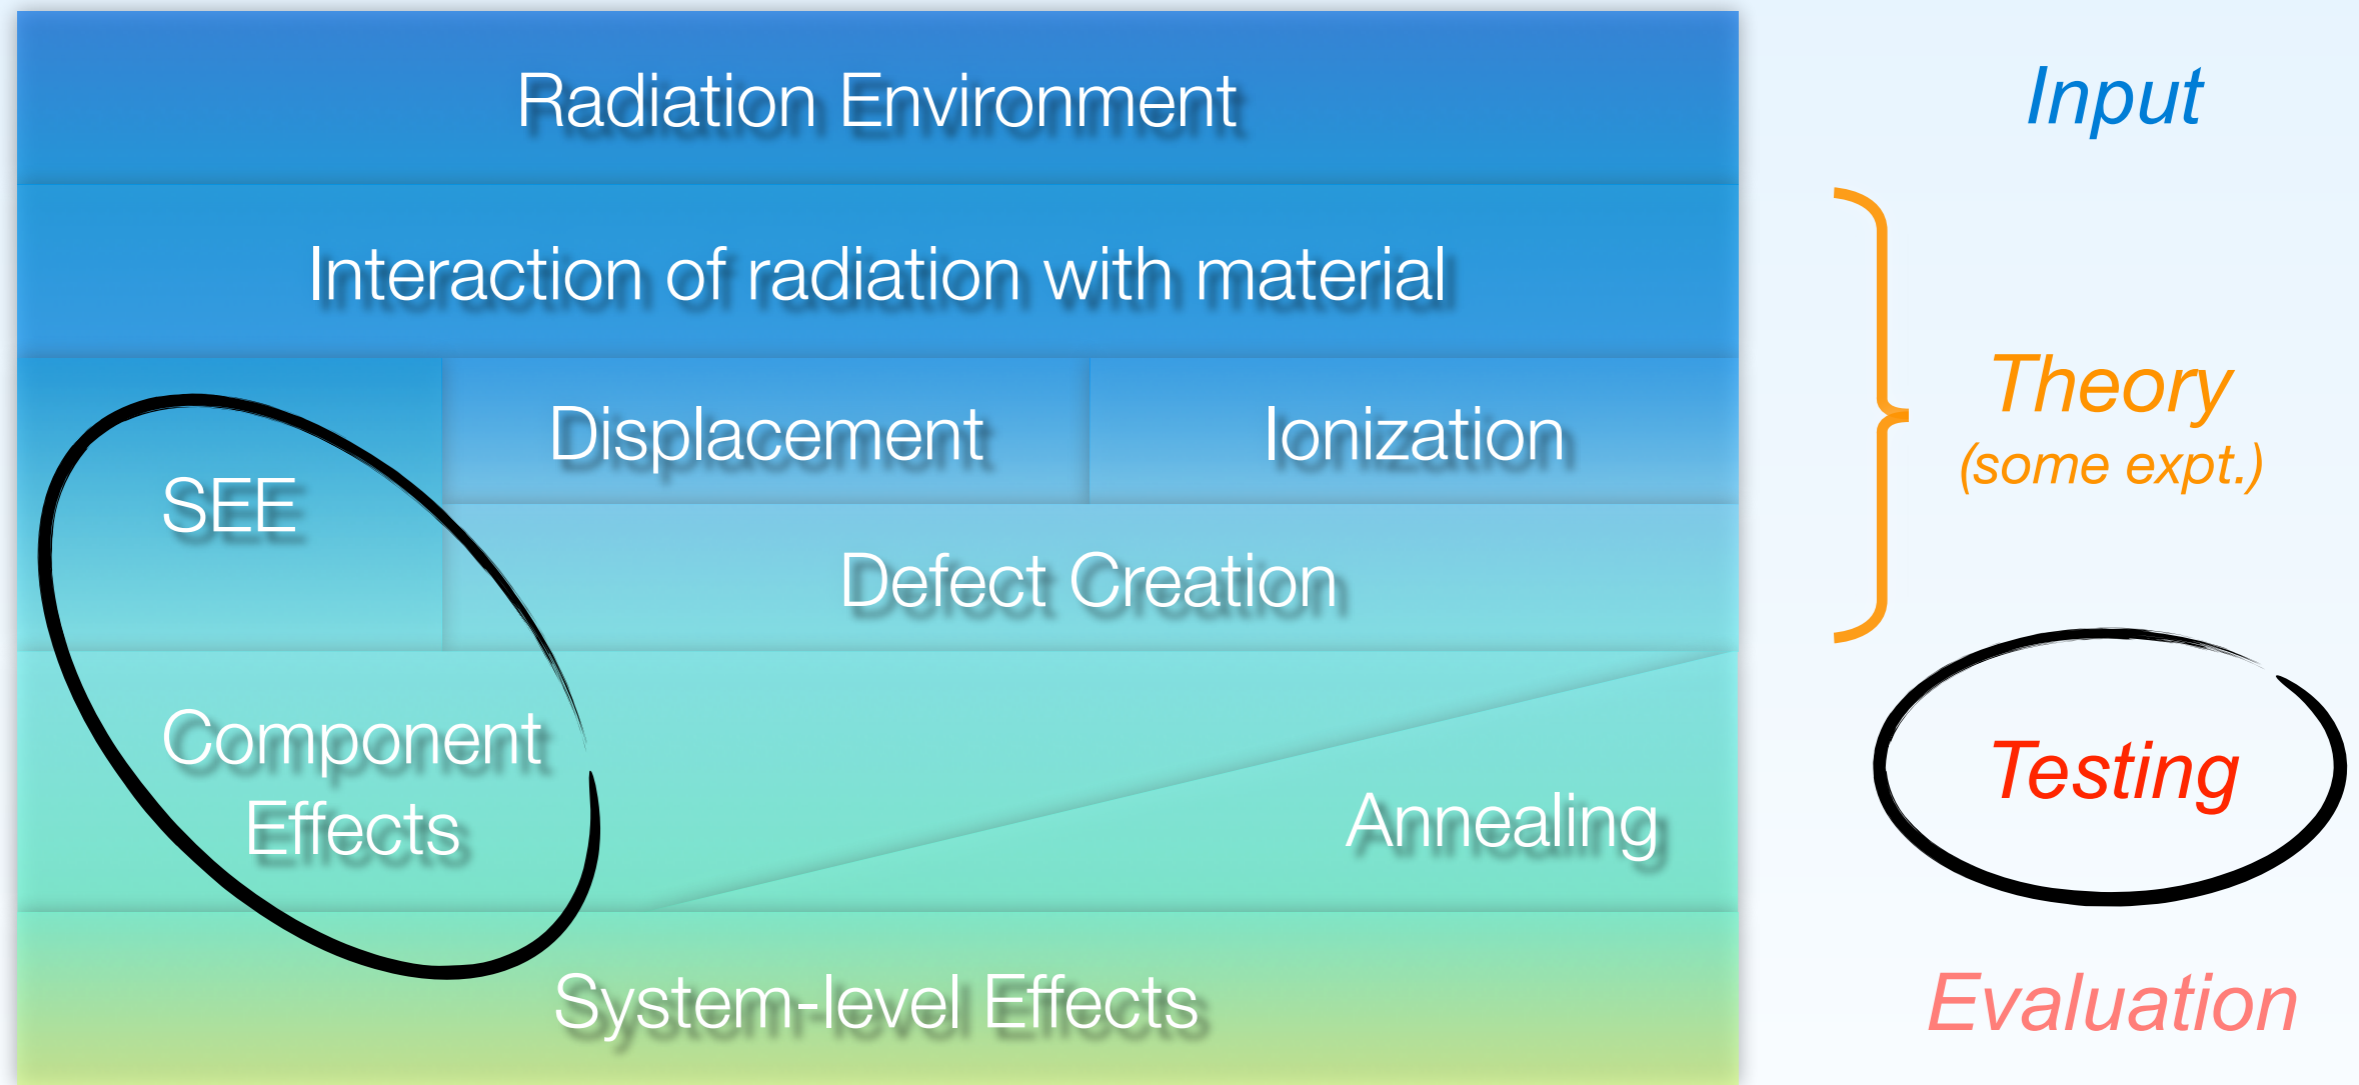 Radiation Environment
Input
Interaction of radiation with material
Displacement
Ionization
Theory
(some expt.)
SEE
Defect Creation
Component
Effects
Annealing
Testing
System-level Effects
Evaluation